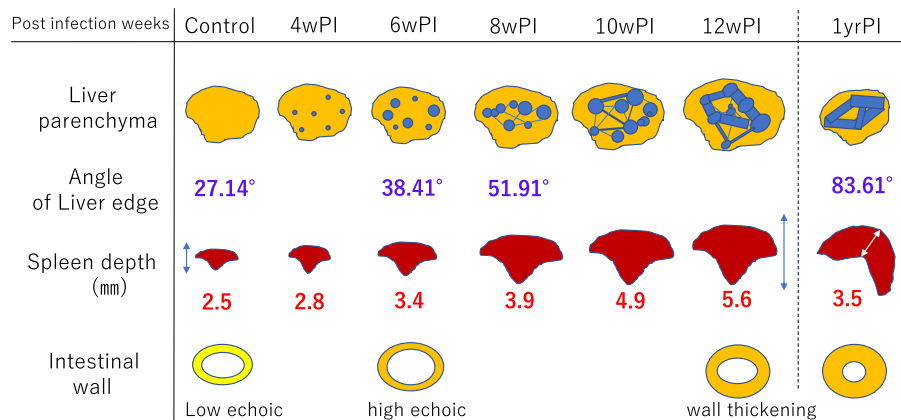 Post infection weeks Control 4wPI 6wPI 8wPI 10wPI 12wPI 1yrPI
Liver
parenchyma
Angle
of Liver edge
27.14° 38.41° 51.91° 83.61°
Spleen depth
(㎜)
2.5 2.8 3.4 3.9 4.9 5.6 3.5
Intestinal
wall
Low echoic high echoic wall thickening